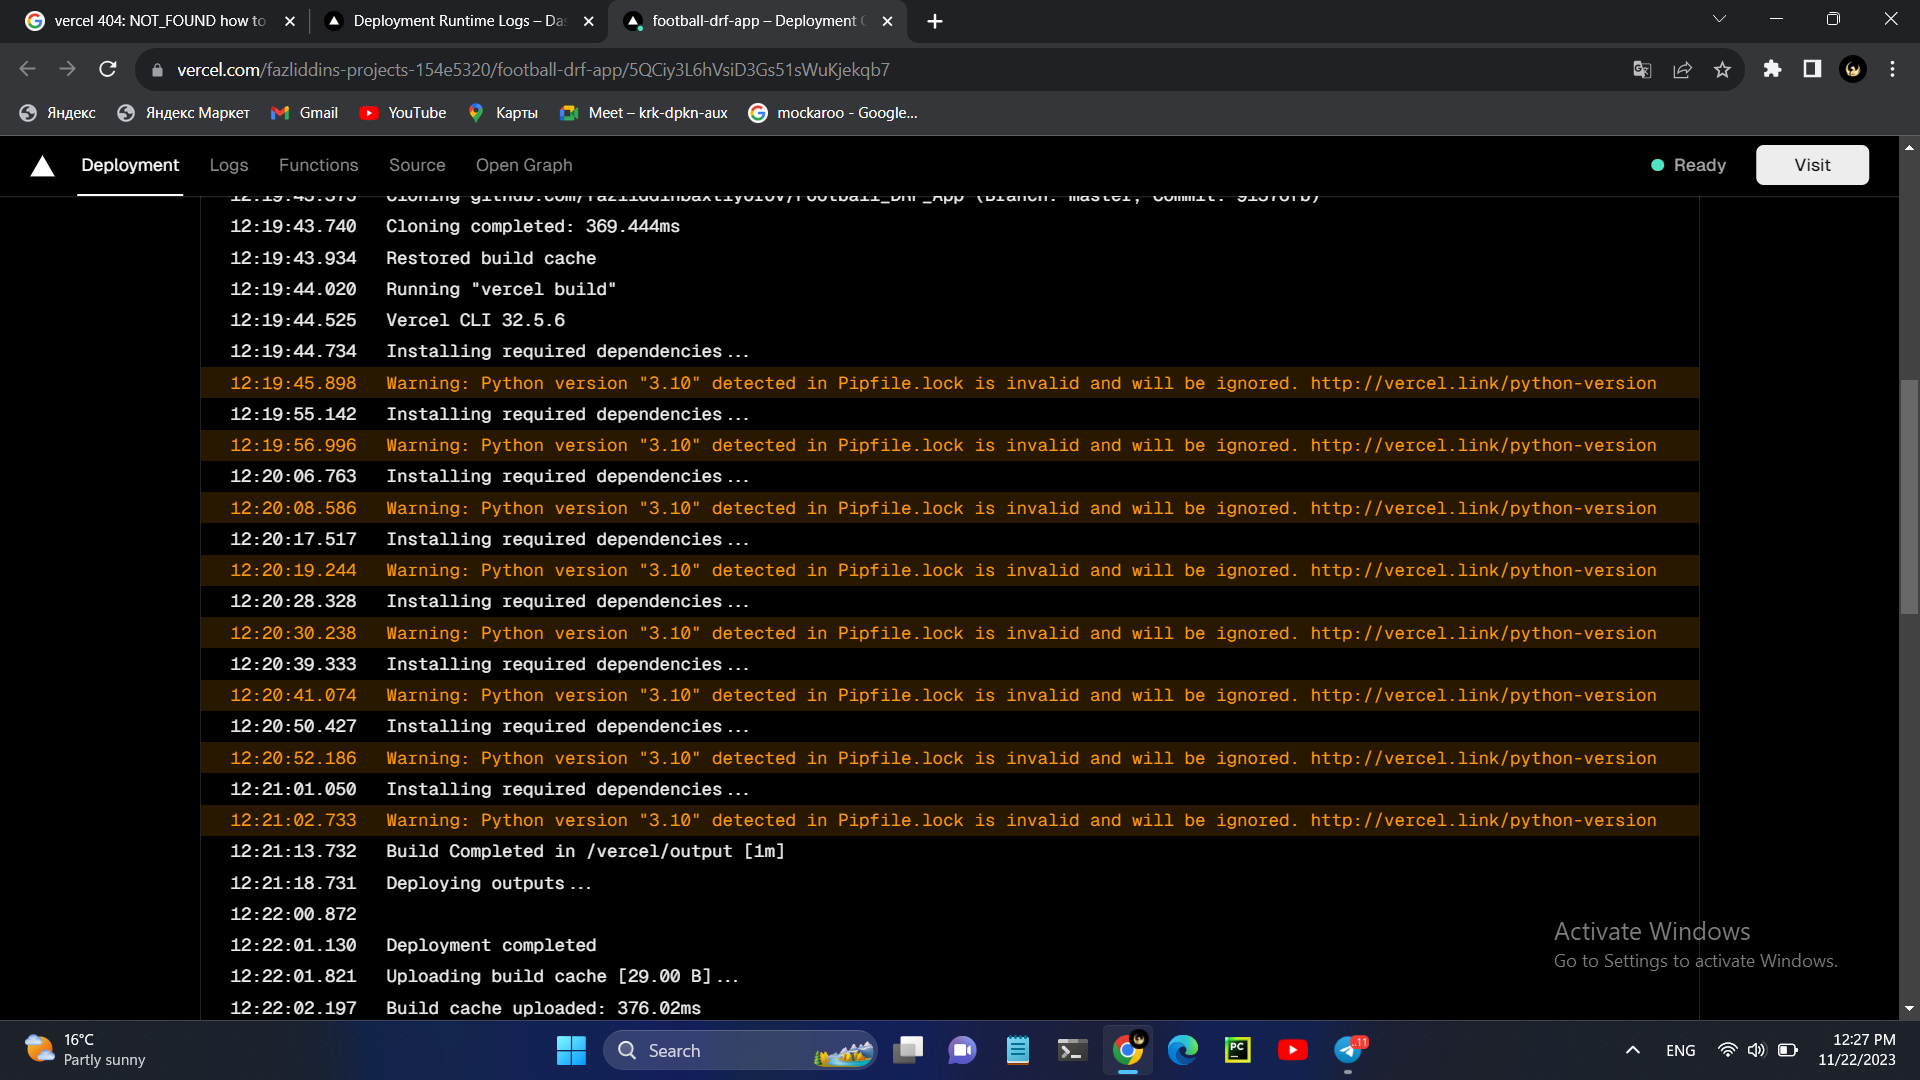 vercel 404: NOT_FOUND how to
Deployment Runtime Logs – Das
football-drf-app – Deployment
vercel.com/fazliddins-projects-154e5320/football-drf-app/5QCiy3L6hVsiD3Gs51sWuKjekqb7
Яндекс
Яндекс Маркет
Gmail
YouTube
Карты
Meet – krk-dpkn-aux
mockaroo - Google...
Deployment
Logs
Functions
Source
Open Graph
Ready
Visit
12:19:43.740 Cloning completed: 369.444ms
12:19:43.934 Restored build cache
12:19:44.020 Running "vercel build"
12:19:44.525 Vercel CLI 32.5.6
12:19:44.734 Installing required dependencies...
12:19:45.898 Warning: Python version "3.10" detected in Pipfile.lock is invalid and will be ignored. http://vercel.link/python-version
12:19:55.142 Installing required dependencies...
12:19:56.996 Warning: Python version "3.10" detected in Pipfile.lock is invalid and will be ignored. http://vercel.link/python-version
12:20:06.763 Installing required dependencies...
12:20:08.586 Warning: Python version "3.10" detected in Pipfile.lock is invalid and will be ignored. http://vercel.link/python-version
12:20:17.517 Installing required dependencies...
12:20:19.244 Warning: Python version "3.10" detected in Pipfile.lock is invalid and will be ignored. http://vercel.link/python-version
12:20:28.328 Installing required dependencies...
12:20:30.238 Warning: Python version "3.10" detected in Pipfile.lock is invalid and will be ignored. http://vercel.link/python-version
12:20:39.333 Installing required dependencies...
12:20:41.074 Warning: Python version "3.10" detected in Pipfile.lock is invalid and will be ignored. http://vercel.link/python-version
12:20:50.427 Installing required dependencies...
12:20:52.186 Warning: Python version "3.10" detected in Pipfile.lock is invalid and will be ignored. http://vercel.link/python-version
12:21:01.050 Installing required dependencies...
12:21:02.733 Warning: Python version "3.10" detected in Pipfile.lock is invalid and will be ignored. http://vercel.link/python-version
12:21:13.732 Build Completed in /vercel/output [1m]
12:21:18.731 Deploying outputs...
12:22:00.872
12:22:01.130 Deployment completed
12:22:01.821 Uploading build cache [29.00 B]...
12:22:02.197 Build cache uploaded: 376.02ms
Activate Windows
Go to Settings to activate Windows.
16°C
Partly sunny
Search
PC
11
ENG
12:27 PM
11/22/2023